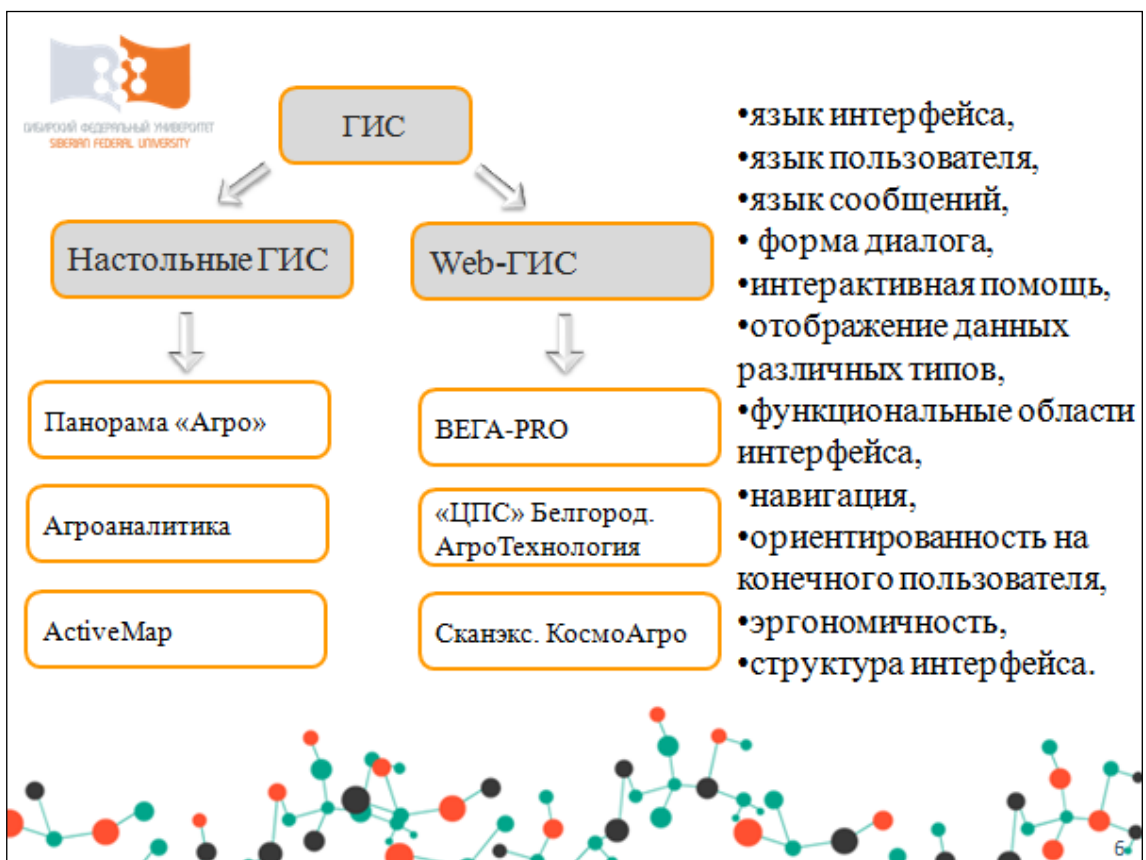 СИБИРСКИЙ ФЕДЕРАЛЬНЫЙ УНИВЕРСИТЕТ
SIBERIAN FEDERAL UNIVERSITY
ГИС
Настольные ГИС
Web-ГИС
Панорама «Агро»
ВЕГА-PRO
Агроаналитика
«ЦПС» Белгород.
АгроТехнология
ActiveMap
Сканэкс. КосмоАгро
•язык интерфейса,
•язык пользователя,
•язык сообщений,
• форма диалога,
•интерактивная помощь,
•отображение данных
различных типов,
•функциональные области
интерфейса,
•навигация,
•ориентированность на
конечного пользователя,
•эргономичность,
•структура интерфейса.
6